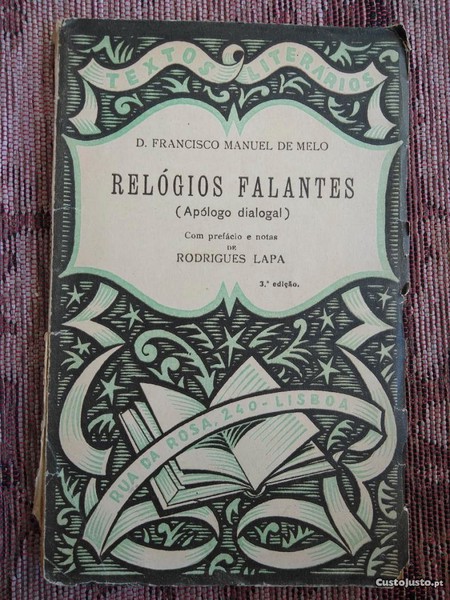 TEXTOS LITERÁRIOS
D. FRANCISCO MANUEL DE MELO
RELÓGIOS FALANTES
(Apólogo dialogal)
Com prefácio e notas
DE
RODRIGUES LAPA
3.ª edição.
RUA DA ROSA, 240-LISBOA
CustoJusto.pt